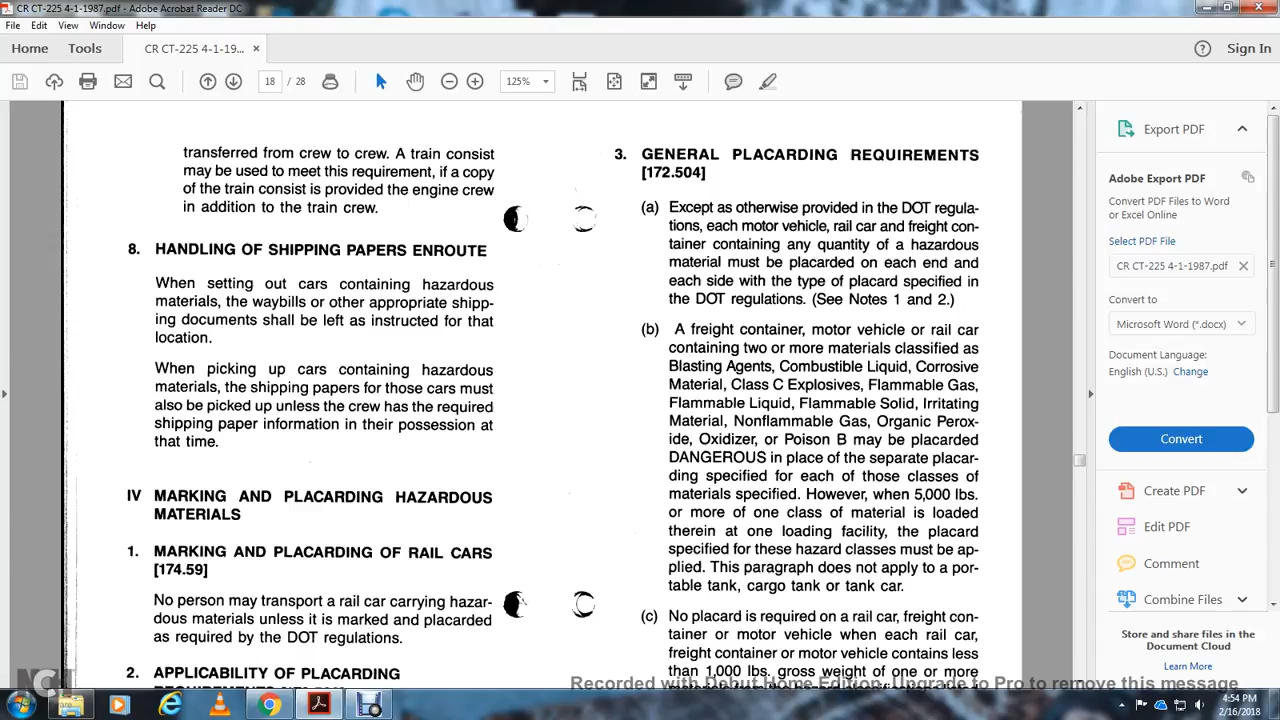 CR CT-225 4-1-1987.pdf - Adobe Acrobat Reader DC
File Edit View Window Help
Home Tools CR CT-225 4-1-19... × Sign In
18 / 28 125%
transferred from crew to crew. A train consist
may be used to meet this requirement, if a copy
of the train consist is provided the engine crew
in addition to the train crew.
8. HANDLING OF SHIPPING PAPERS ENROUTE
When setting out cars containing hazardous
materials, the waybills or other appropriate shipp-
ing documents shall be left as instructed for that
location.
When picking up cars containing hazardous
materials, the shipping papers for those cars must
also be picked up unless the crew has the required
shipping paper information in their possession at
that time.
IV MARKING AND PLACARDING HAZARDOUS
MATERIALS
1. MARKING AND PLACARDING OF RAIL CARS
[174.59]
No person may transport a rail car carrying hazar-
dous materials unless it is marked and placarded
as required by the DOT regulations.
2. APPLICABILITY OF PLACARDING
3. GENERAL PLACARDING REQUIREMENTS
[172.504]
(a) Except as otherwise provided in the DOT regula-
tions, each motor vehicle, rail car and freight con-
tainer containing any quantity of a hazardous
material must be placarded on each end and
each side with the type of placard specified in
the DOT regulations. (See Notes 1 and 2.)
(b) A freight container, motor vehicle or rail car
containing two or more materials classified as
Blasting Agents, Combustible Liquid, Corrosive
Material, Class C Explosives, Flammable Gas,
Flammable Liquid, Flammable Solid, Irritating
Material, Nonflammable Gas, Organic Perox-
ide, Oxidizer, or Poison B may be placarded
DANGEROUS in place of the separate placar-
ding specified for each of those classes of
materials specified. However, when 5,000 lbs.
or more of one class of material is loaded
therein at one loading facility, the placard
specified for these hazard classes must be ap-
plied. This paragraph does not apply to a por-
table tank, cargo tank or tank car.
(c) No placard is required on a rail car, freight con-
tainer or motor vehicle when each rail car,
freight container or motor vehicle contains less
than 1,000 lbs. gross weight of one or more
Export PDF
Adobe Export PDF
Convert PDF Files to Word
or Excel Online
Select PDF File
CR CT-225 4-1-1987.pdf ×
Convert to
Microsoft Word (*.docx)
Document Language:
English (U.S.) Change
Convert
Create PDF
Edit PDF
Comment
Combine Files
Store and share files in the
Document Cloud
Learn More
NCH
Recorded with Debut Home Edition. Upgrade to Pro to remove this message
4:54 PM
2/16/2018